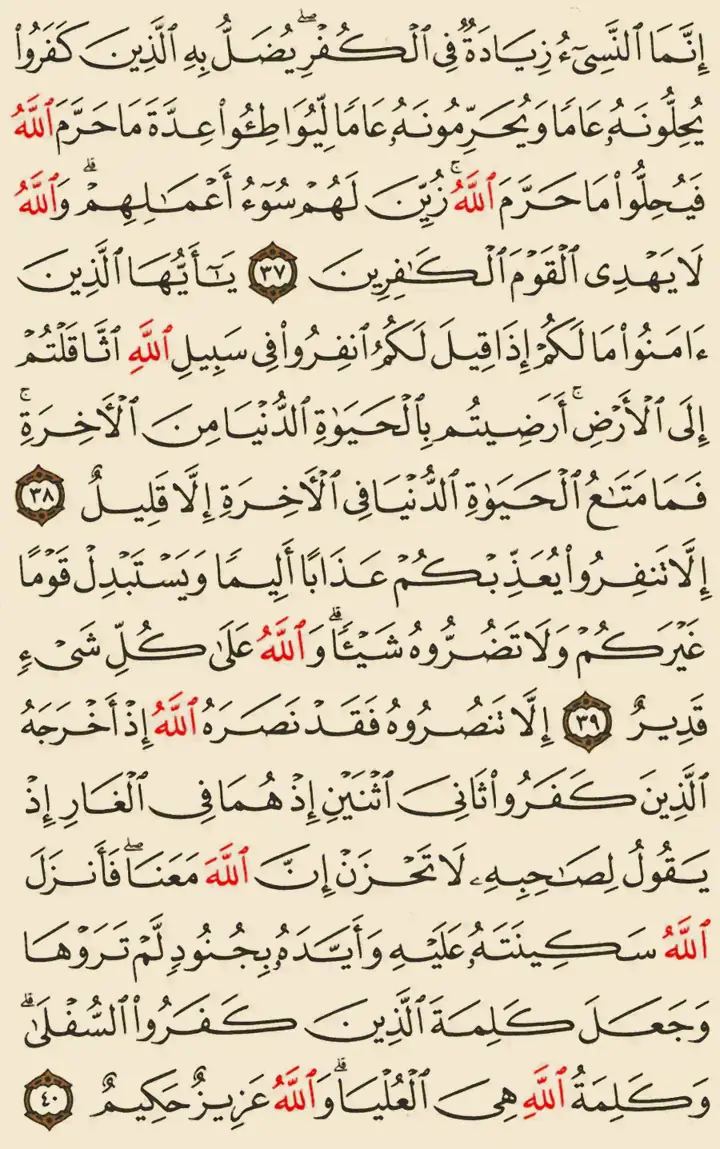 إِنَّمَا ٱلنَّسِىٓءُ زِيَادَةٌ فِى ٱلْكُفْرِ ۖ يُضَلُّ بِهِ ٱلَّذِينَ كَفَرُوا۟
يُحِلُّونَهُۥ عَامًا وَيُحَرِّمُونَهُۥ عَامًا لِّيُوَاطِـُٔوا۟ عِدَّةَ مَا حَرَّمَ ٱللَّهُ
فَيُحِلُّوا۟ مَا حَرَّمَ ٱللَّهُ ۚ زُيِّنَ لَهُمْ سُوٓءُ أَعْمَـٰلِهِمْ ۗ وَٱللَّهُ
لَا يَهْدِى ٱلْقَوْمَ ٱلْكَـٰفِرِينَ ٣٧ يَـٰٓأَيُّهَا ٱلَّذِينَ
ءَامَنُوا۟ مَا لَكُمْ إِذَا قِيلَ لَكُمُ ٱنفِرُوا۟ فِى سَبِيلِ ٱللَّهِ ٱثَّاقَلْتُمْ
إِلَى ٱلْأَرْضِ ۚ أَرَضِيتُم بِٱلْحَيَوٰةِ ٱلدُّنْيَا مِنَ ٱلْـَٔاخِرَةِ ۚ
فَمَا مَتَـٰعُ ٱلْحَيَوٰةِ ٱلدُّنْيَا فِى ٱلْـَٔاخِرَةِ إِلَّا قَلِيلٌ ٣٨
إِلَّا تَنفِرُوا۟ يُعَذِّبْكُمْ عَذَابًا أَلِيمًا وَيَسْتَبْدِلْ قَوْمًا
غَيْرَكُمْ وَلَا تَضُرُّوهُ شَيْـًٔا ۗ وَٱللَّهُ عَلَىٰ كُلِّ شَىْءٍ
قَدِيرٌ ٣٩ إِلَّا تَنصُرُوهُ فَقَدْ نَصَرَهُ ٱللَّهُ إِذْ أَخْرَجَهُ
ٱلَّذِينَ كَفَرُوا۟ ثَانِىَ ٱثْنَيْنِ إِذْ هُمَا فِى ٱلْغَارِ إِذْ
يَقُولُ لِصَـٰحِبِهِۦ لَا تَحْزَنْ إِنَّ ٱللَّهَ مَعَنَا ۖ فَأَنزَلَ
ٱللَّهُ سَكِينَتَهُۥ عَلَيْهِ وَأَيَّدَهُۥ بِجُنُودٍ لَّمْ تَرَوْهَا
وَجَعَلَ كَلِمَةَ ٱلَّذِينَ كَفَرُوا۟ ٱلسُّفْلَىٰ ۗ
وَكَلِمَةُ ٱللَّهِ هِىَ ٱلْعُلْيَا ۗ وَٱللَّهُ عَزِيزٌ حَكِيمٌ ٤٠